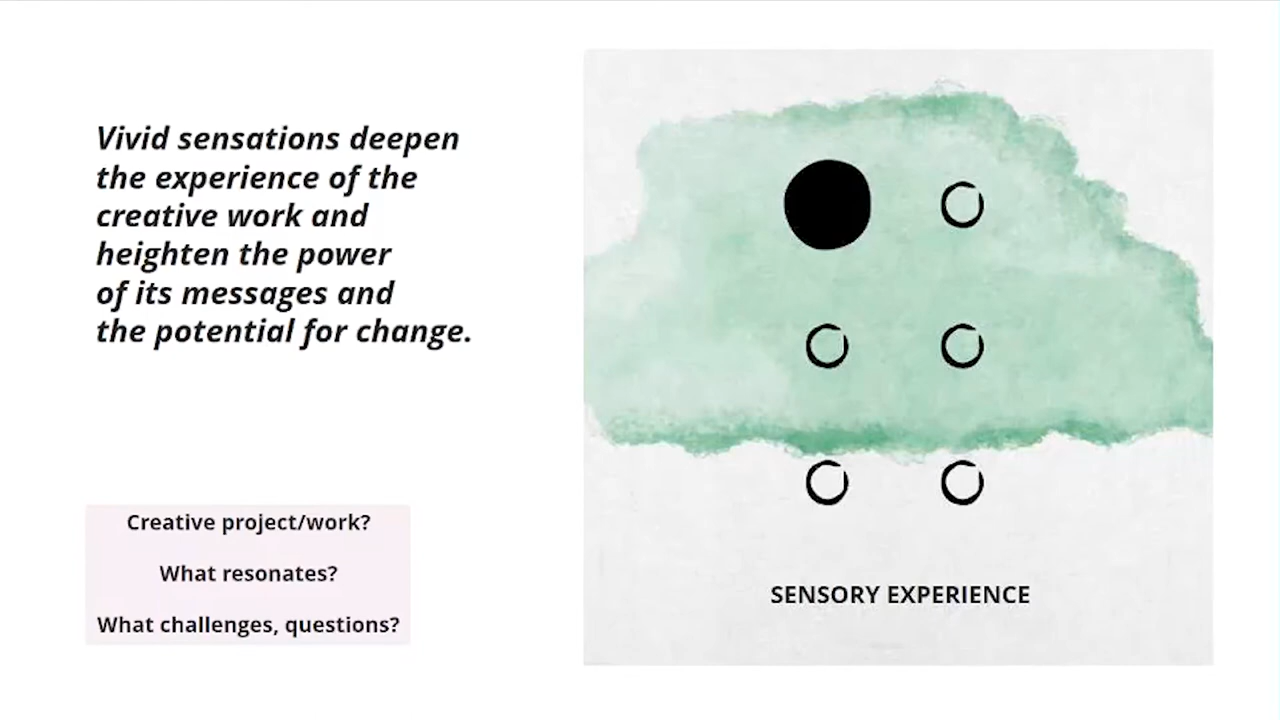 Vivid sensations deepen
the experience of the
creative work and
heighten the power
of its messages and
the potential for change.
Creative project/work?
What resonates?
What challenges, questions?
SENSORY EXPERIENCE